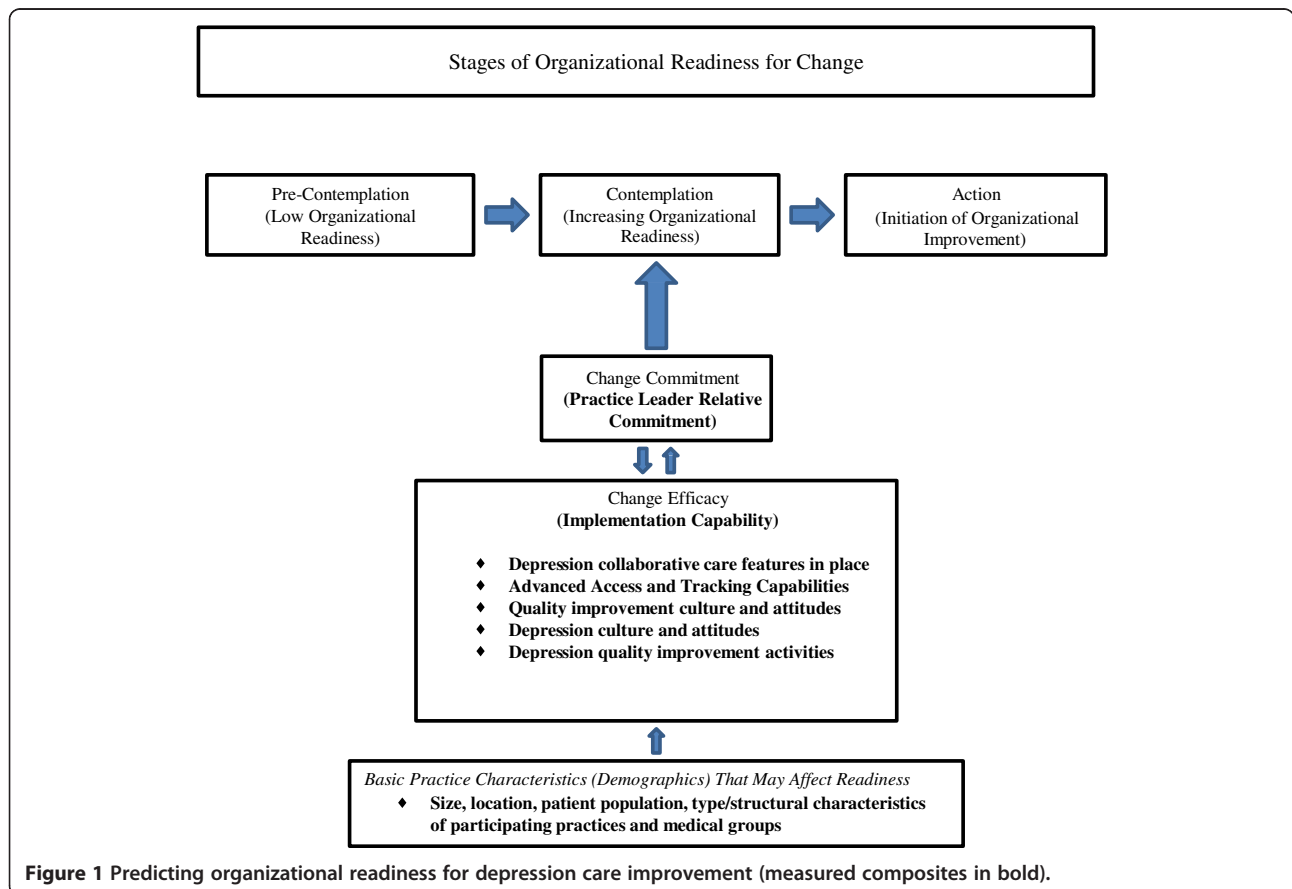 Stages of Organizational Readiness for Change
Pre-Contemplation
(Low Organizational
Readiness)
Contemplation
(Increasing Organizational
Readiness)
Action
(Initiation of Organizational
Improvement)
Change Commitment
(Practice Leader Relative
Commitment)
Change Efficacy
(Implementation Capability)
♦ Depression collaborative care features in place
♦ Advanced Access and Tracking Capabilities
♦ Quality improvement culture and attitudes
♦ Depression culture and attitudes
♦ Depression quality improvement activities
Basic Practice Characteristics (Demographics) That May Affect Readiness
♦ Size, location, patient population, type/structural characteristics
of participating practices and medical groups
Figure 1 Predicting organizational readiness for depression care improvement (measured composites in bold).